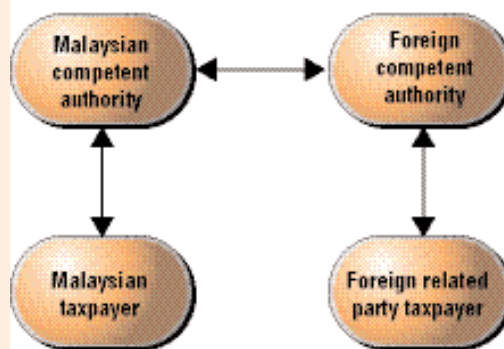 Malaysian
competent
authority
Foreign
competent
authority
Malaysian
taxpayer
Foreign related
party taxpayer